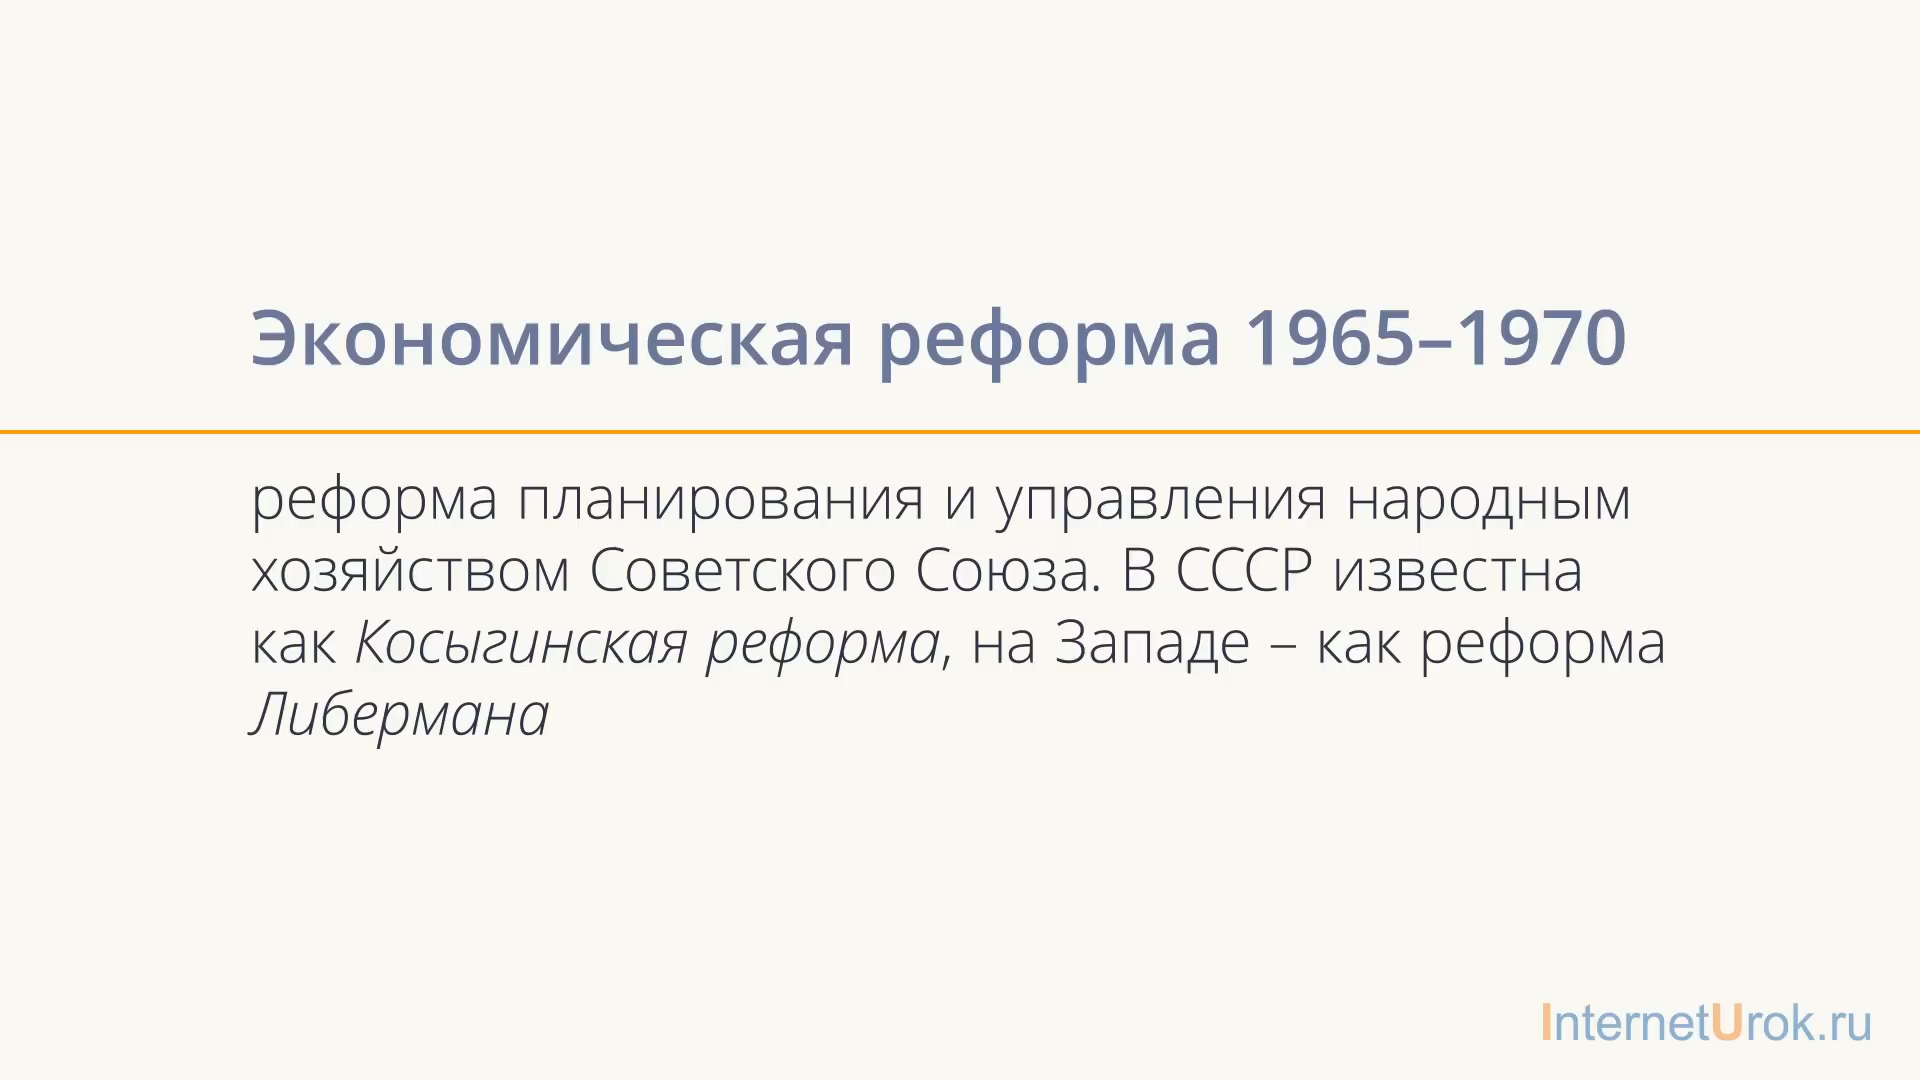 Экономическая реформа 1965–1970
реформа планирования и управления народным
хозяйством Советского Союза. В СССР известна
как Косыгинская реформа, на Западе – как реформа
Либермана
InternetUrok.ru